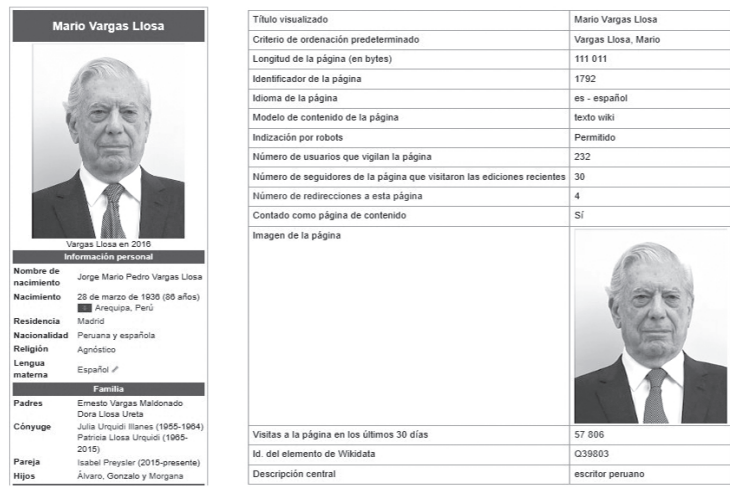 Mario Vargas Llosa
Vargas Llosa en 2016
Información personal
Nombre de nacimiento Jorge Mario Pedro Vargas Llosa
Nacimiento 28 de marzo de 1936 (86 años)
Arequipa, Perú
Residencia Madrid
Nacionalidad Peruana y española
Religión Agnóstico
Lengua materna Español
Familia
Padres Ernesto Vargas Maldonado
Dora Llosa Ureta
Cónyuge Julia Urquidi Illanes (1955-1964)
Patricia Llosa Urquidi (1965-
2015)
Pareja Isabel Preysler (2015-presente)
Hijos Álvaro, Gonzalo y Morgana
Título visualizado Mario Vargas Llosa
Criterio de ordenación predeterminado Vargas Llosa, Mario
Longitud de la página (en bytes) 111 011
Identificador de la página 1792
Idioma de la página es - español
Modelo de contenido de la página texto wiki
Indización por robots Permitido
Número de usuarios que vigilan la página 232
Número de seguidores de la página que visitaron las ediciones recientes 30
Número de redirecciones a esta página 4
Contado como página de contenido Sí
Imagen de la página
Visitas a la página en los últimos 30 días 57 806
Id. del elemento de Wikidata Q39803
Descripción central escritor peruano